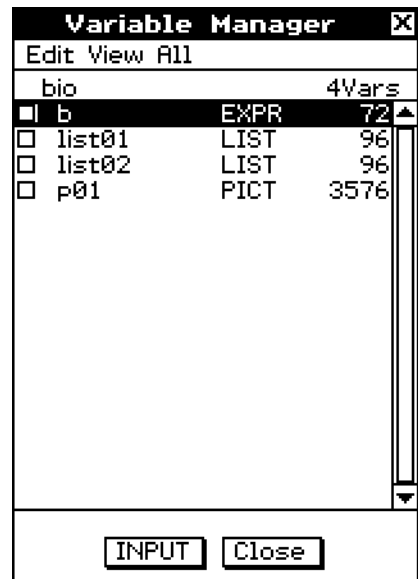 Variable Manager
Edit View All
bio 4Vars
b EXPR 72
list01 LIST 96
list02 LIST 96
p01 PICT 3576
INPUT Close